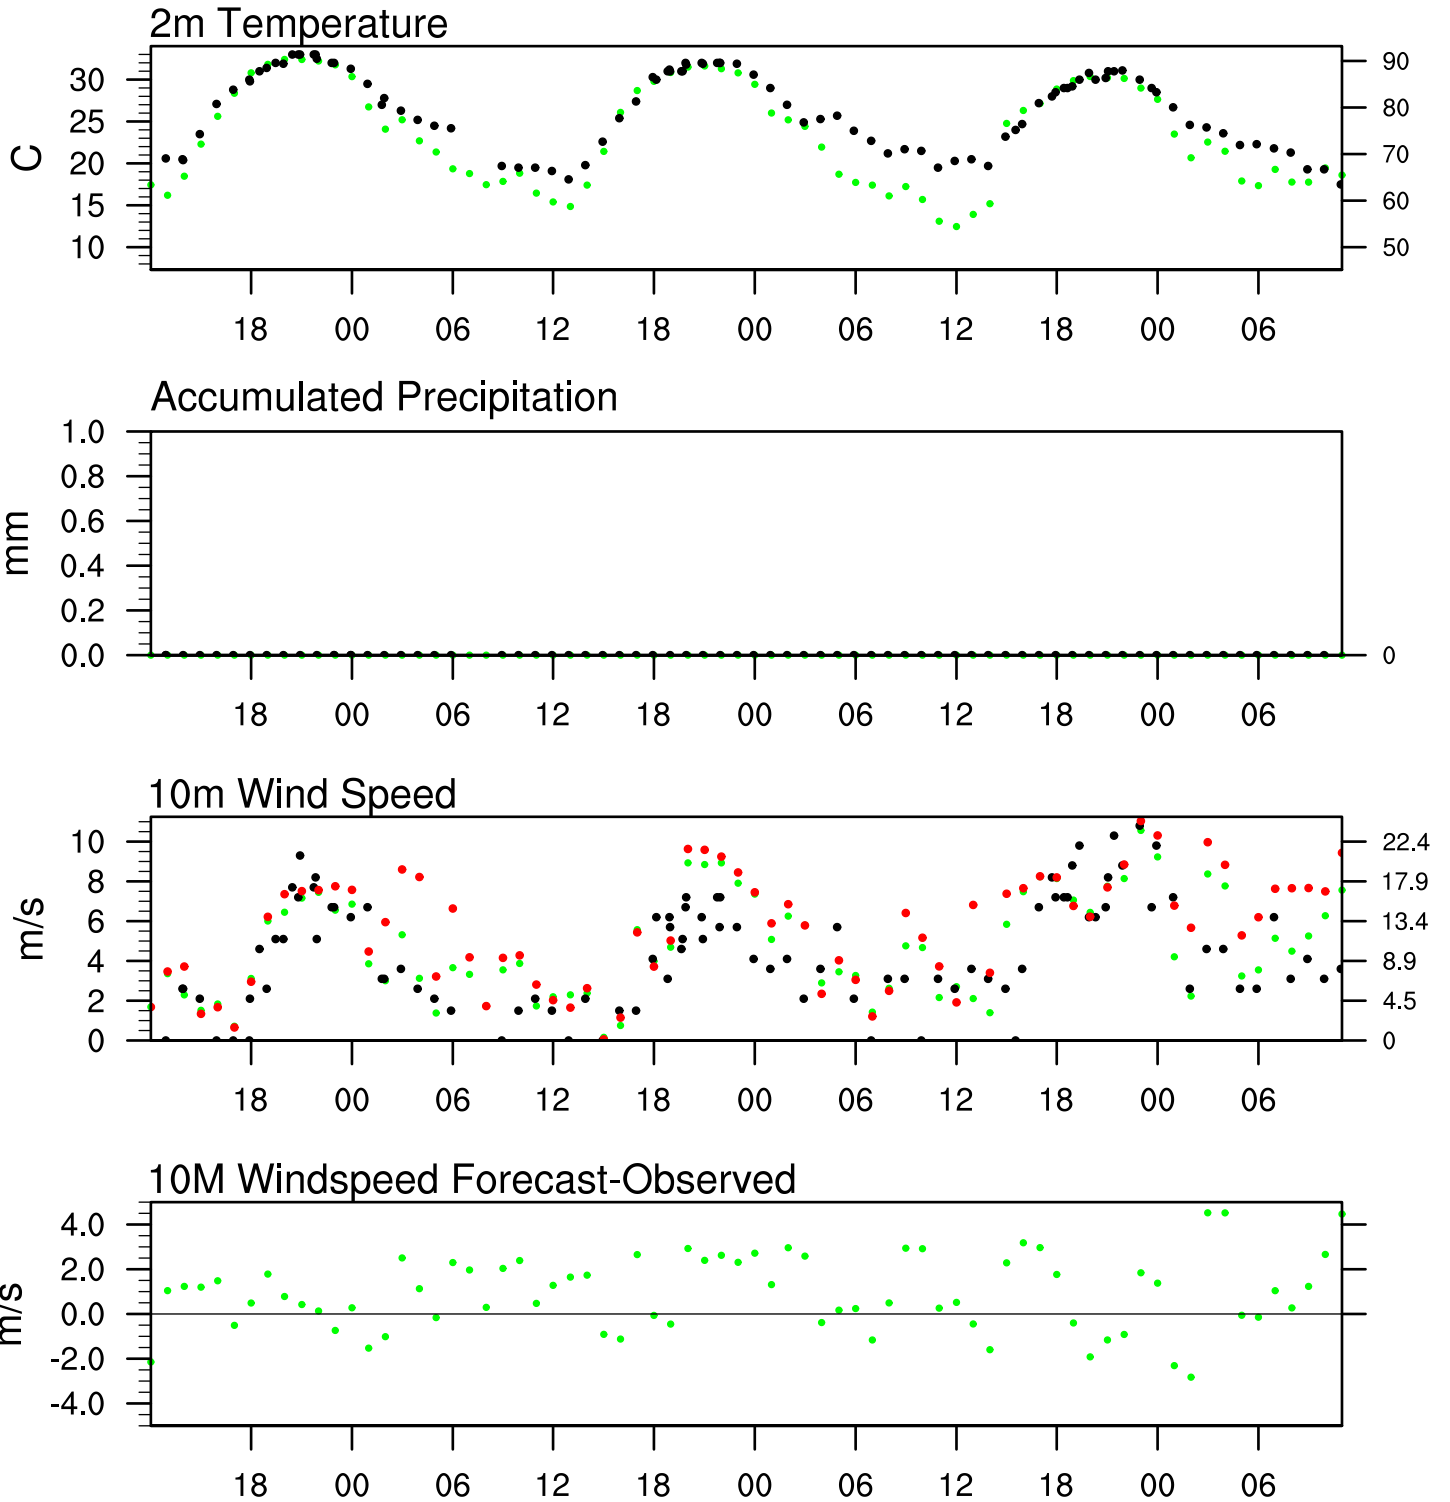 2m Temperature
30
25
20
15
10
C
90
80
70
60
50
18 00 06 12 18 00 06 12 18 00 06
Accumulated Precipitation
1.0
0.8
0.6
0.4
0.2
0.0
mm
0
18 00 06 12 18 00 06 12 18 00 06
10m Wind Speed
10
8
6
4
2
0
m/s
22.4
17.9
13.4
8.9
4.5
0
18 00 06 12 18 00 06 12 18 00 06
10M Windspeed Forecast-Observed
4.0
2.0
0.0
-2.0
-4.0
m/s
18 00 06 12 18 00 06 12 18 00 06